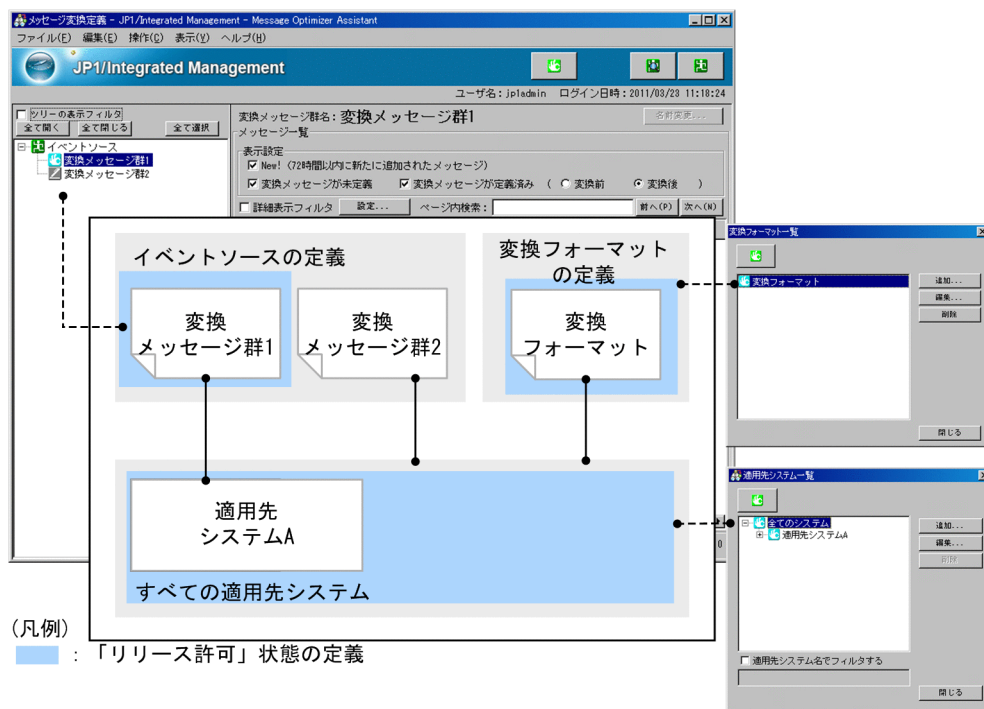 メッセージ変換定義 - JP1/Integrated Management - Message Optimizer Assistant
ファイル(F) 編集(E) 操作(C) 表示(Y) ヘルプ(H)
JP1/Integrated Management
ユーザ名：jp1admin ログイン日時：2011/03/23 11:18:24
ツリーの表示フィルタ
全て開く 全て閉じる 全て選択
イベントソース
変換メッセージ群1
変換メッセージ群2
変換メッセージ群名：変換メッセージ群1 名前変更...
メッセージ一覧
表示設定
New!（72時間以内に新たに追加されたメッセージ）
変換メッセージが未定義 変換メッセージが定義済み （ 変換前 変換後 ）
詳細表示フィルタ 設定... ページ内検索： 前へ(P) 次へ(N)
イベントソースの定義
変換
メッセージ群1
変換
メッセージ群2
変換フォーマット
の定義
変換
フォーマット
適用先
システムA
すべての適用先システム
0
変換フォーマット一覧
変換フォーマット
追加...
編集...
削除
閉じる
適用先システム一覧
全てのシステム
適用先システムA
追加...
編集...
削除
適用先システム名でフィルタする
閉じる
（凡例）
：「リリース許可」状態の定義